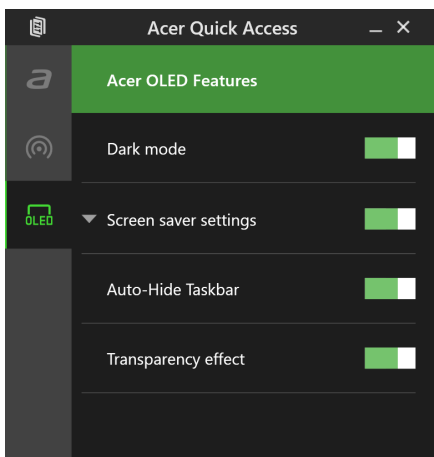 Acer Quick Access
Acer OLED Features
Dark mode
OLED
Screen saver settings
Auto-Hide Taskbar
Transparency effect